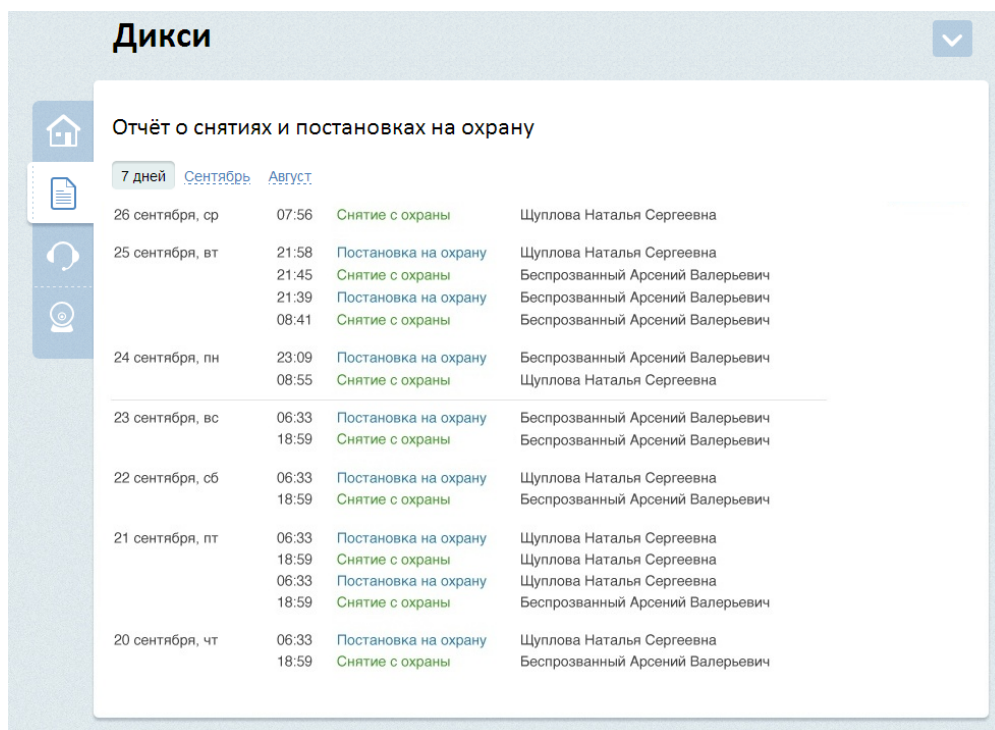 Дикси
Отчёт о снятиях и постановках на охрану
7 дней Сентябрь Август
26 сентября, ср 07:56 Снятие с охраны Щуплова Наталья Сергеевна
25 сентября, вт 21:58 Постановка на охрану Щуплова Наталья Сергеевна
21:45 Снятие с охраны Беспрозванный Арсений Валерьевич
21:39 Постановка на охрану Беспрозванный Арсений Валерьевич
08:41 Снятие с охраны Беспрозванный Арсений Валерьевич
24 сентября, пн 23:09 Постановка на охрану Беспрозванный Арсений Валерьевич
08:55 Снятие с охраны Щуплова Наталья Сергеевна
23 сентября, вс 06:33 Постановка на охрану Беспрозванный Арсений Валерьевич
18:59 Снятие с охраны Беспрозванный Арсений Валерьевич
22 сентября, сб 06:33 Постановка на охрану Щуплова Наталья Сергеевна
18:59 Снятие с охраны Беспрозванный Арсений Валерьевич
21 сентября, пт 06:33 Постановка на охрану Щуплова Наталья Сергеевна
18:59 Снятие с охраны Щуплова Наталья Сергеевна
06:33 Постановка на охрану Щуплова Наталья Сергеевна
18:59 Снятие с охраны Беспрозванный Арсений Валерьевич
20 сентября, чт 06:33 Постановка на охрану Щуплова Наталья Сергеевна
18:59 Снятие с охраны Беспрозванный Арсений Валерьевич